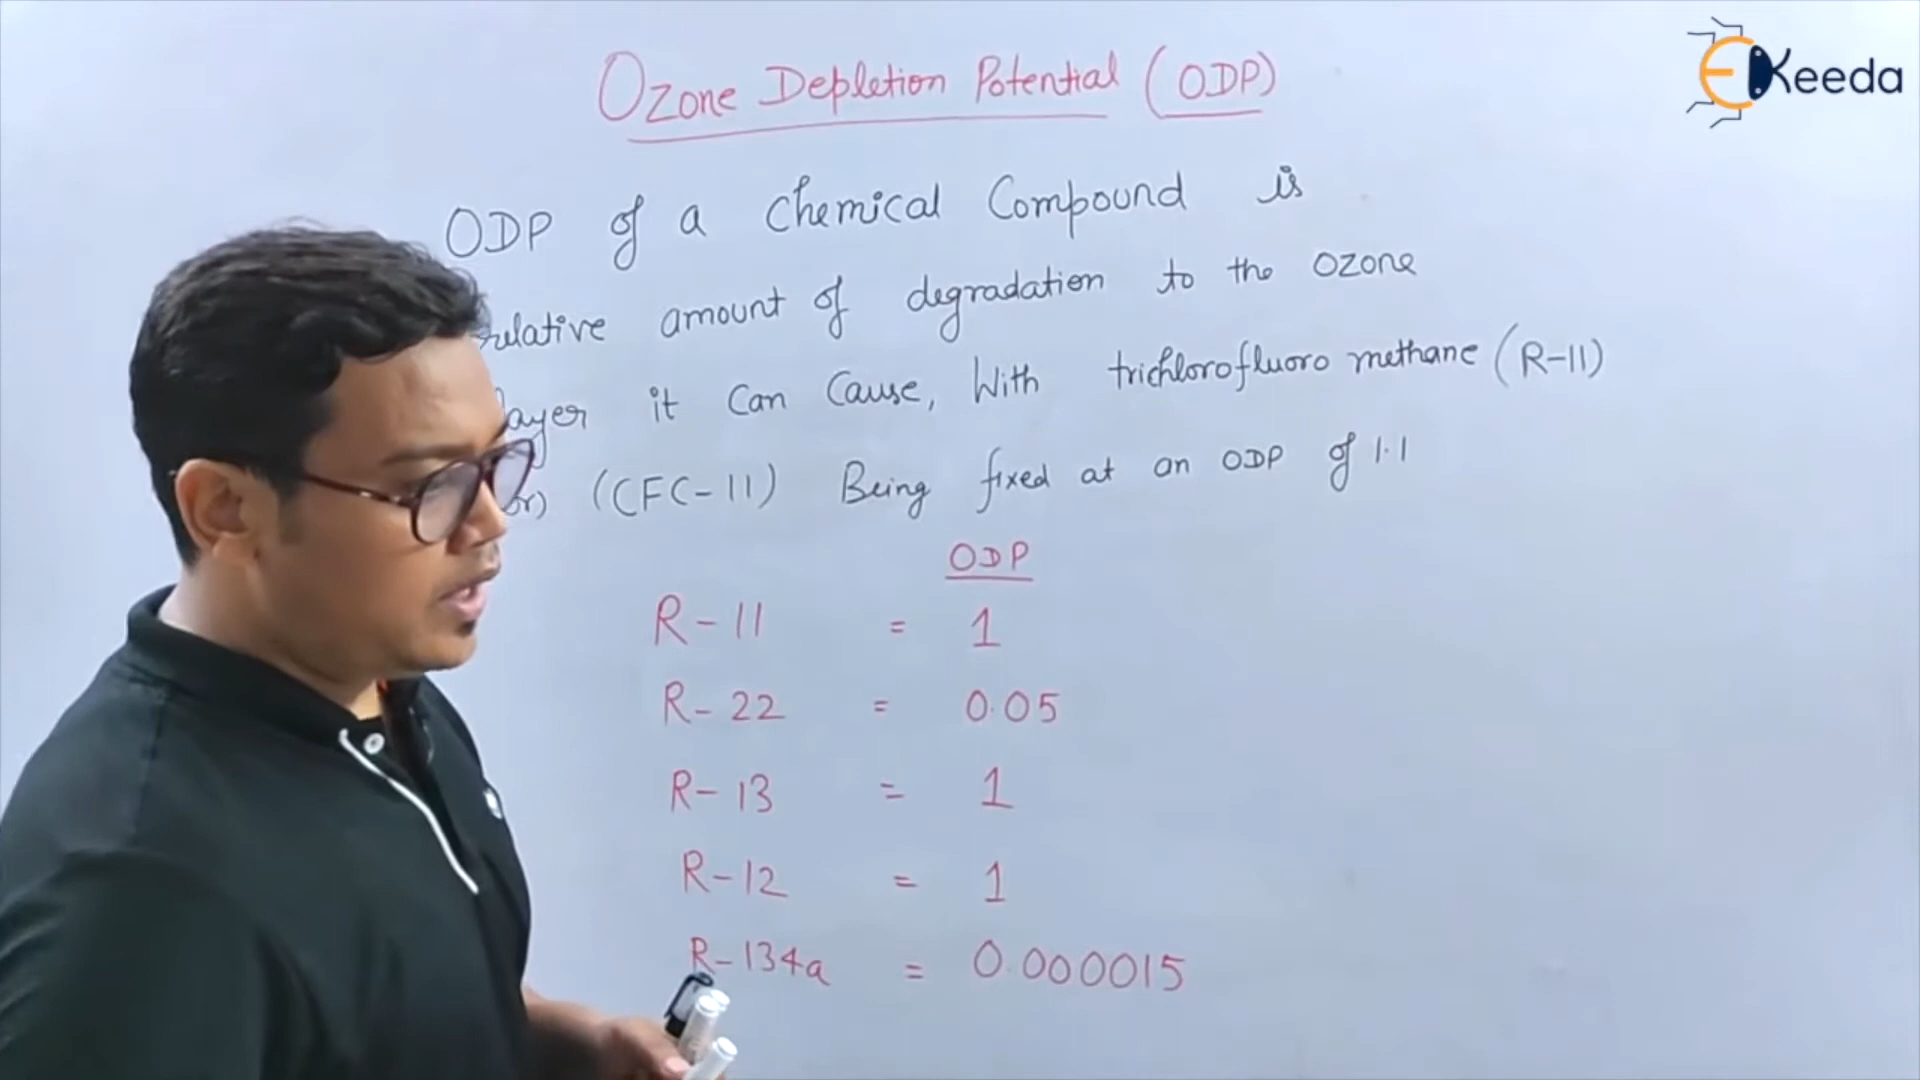 Ozone Depletion Potential (ODP)
EKeeda
ODP of a Chemical Compound is
relative amount of degradation to the ozone
layer it can cause, with trichlorofluoro methane (R-11)
or) (CFC-11) Being fixed at an ODP of 1.1
ODP
R-11 = 1
R-22 = 0.05
R-13 = 1
R-12 = 1
R-134a = 0.000015